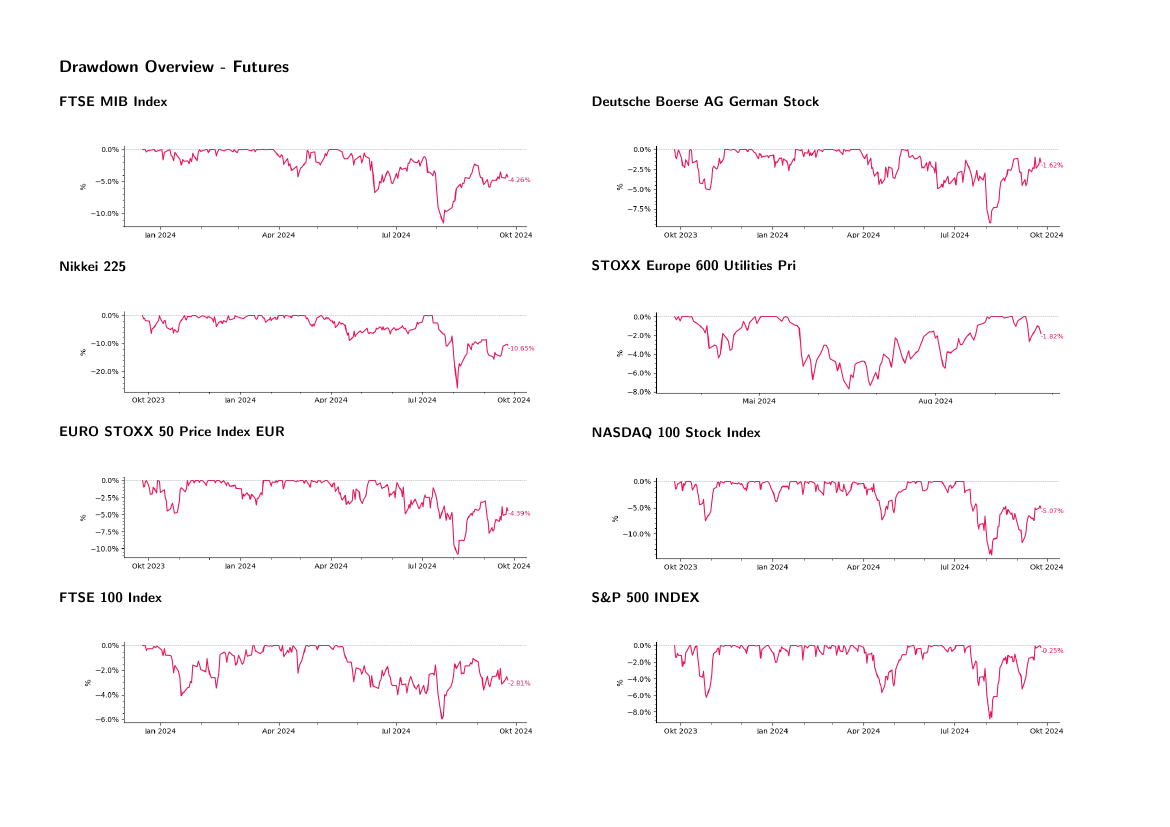 Drawdown Overview - Futures
FTSE MIB Index
0.0%
−5.0%
−10.0%
%
-4.26%
Jan 2024 Apr 2024 Jul 2024 Okt 2024
Deutsche Boerse AG German Stock
0.0%
−2.5%
−5.0%
−7.5%
%
-1.62%
Okt 2023 Jan 2024 Apr 2024 Jul 2024 Okt 2024
Nikkei 225
0.0%
−10.0%
−20.0%
%
-10.65%
Okt 2023 Jan 2024 Apr 2024 Jul 2024 Okt 2024
STOXX Europe 600 Utilities Pri
0.0%
−2.0%
−4.0%
−6.0%
−8.0%
%
-1.82%
Mai 2024 Aug 2024
EURO STOXX 50 Price Index EUR
0.0%
−2.5%
−5.0%
−7.5%
−10.0%
%
-4.39%
Okt 2023 Jan 2024 Apr 2024 Jul 2024 Okt 2024
NASDAQ 100 Stock Index
0.0%
−5.0%
−10.0%
%
-5.07%
Okt 2023 Jan 2024 Apr 2024 Jul 2024 Okt 2024
FTSE 100 Index
0.0%
−2.0%
−4.0%
−6.0%
%
-2.81%
Jan 2024 Apr 2024 Jul 2024 Okt 2024
S&P 500 INDEX
0.0%
−2.0%
−4.0%
−6.0%
−8.0%
%
-0.25%
Okt 2023 Jan 2024 Apr 2024 Jul 2024 Okt 2024